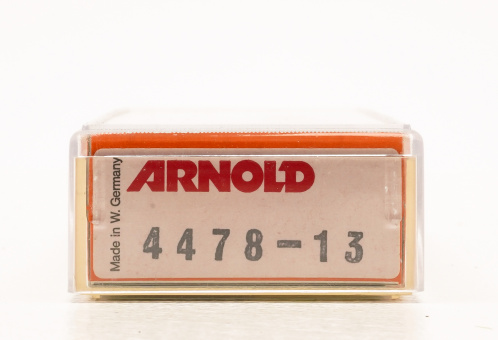 Made in W. Germany
ARNOLD
4478-13